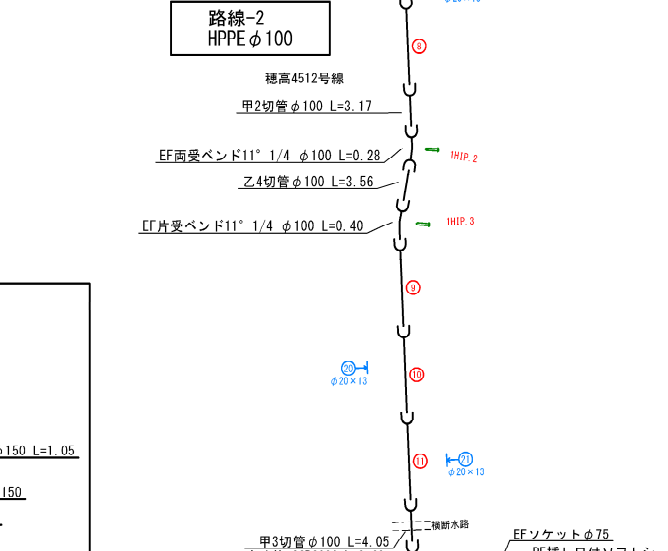 路線-2
HPPEφ100
8
穂高4512号線
甲2切管φ100 L=3.17
EF両受ベンド11° 1/4 φ100 L=0.28
1HIP.2
乙4切管φ100 L=3.56
EF片受ベンド11° 1/4 φ100 L=0.40
1HIP.3
9
20
φ20×13
10
φ150 L=1.05
11
21
φ20×13
150
横断水路
甲3切管φ100 L=4.05
EFソケットφ75